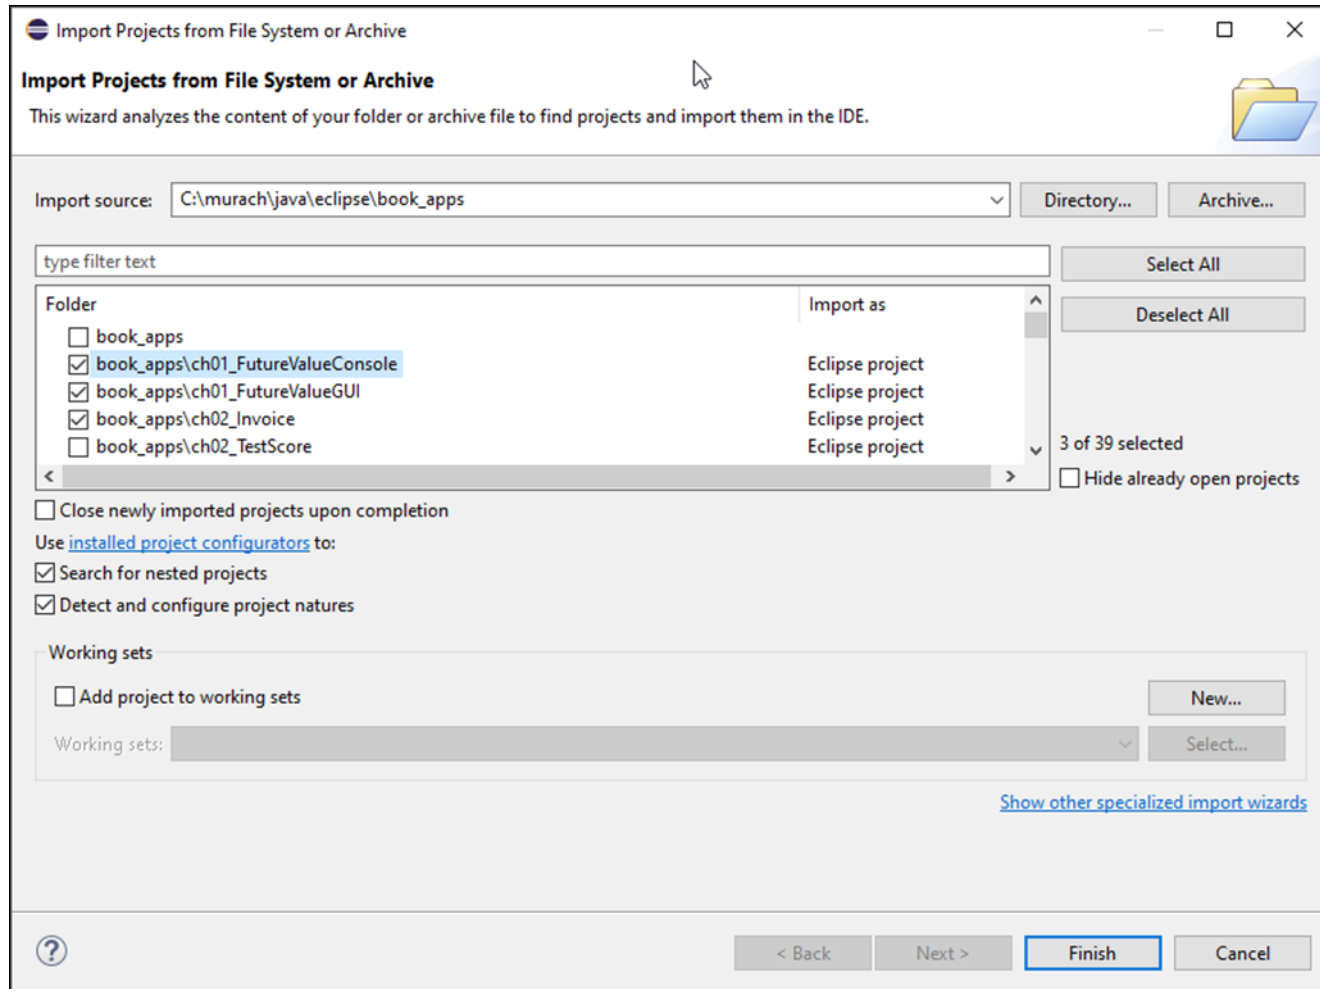 Import Projects from File System or Archive
Import Projects from File System or Archive
This wizard analyzes the content of your folder or archive file to find projects and import them in the IDE.
Import source: C:\murach\java\eclipse\book_apps Directory... Archive...
type filter text Select All
Folder Import as Deselect All
book_apps
book_apps\ch01_FutureValueConsole Eclipse project
book_apps\ch01_FutureValueGUI Eclipse project
book_apps\ch02_Invoice Eclipse project
book_apps\ch02_TestScore Eclipse project
3 of 39 selected
Hide already open projects
Close newly imported projects upon completion
Use installed project configurators to:
Search for nested projects
Detect and configure project natures
Working sets
Add project to working sets New...
Working sets: Select...
Show other specialized import wizards
? < Back Next > Finish Cancel